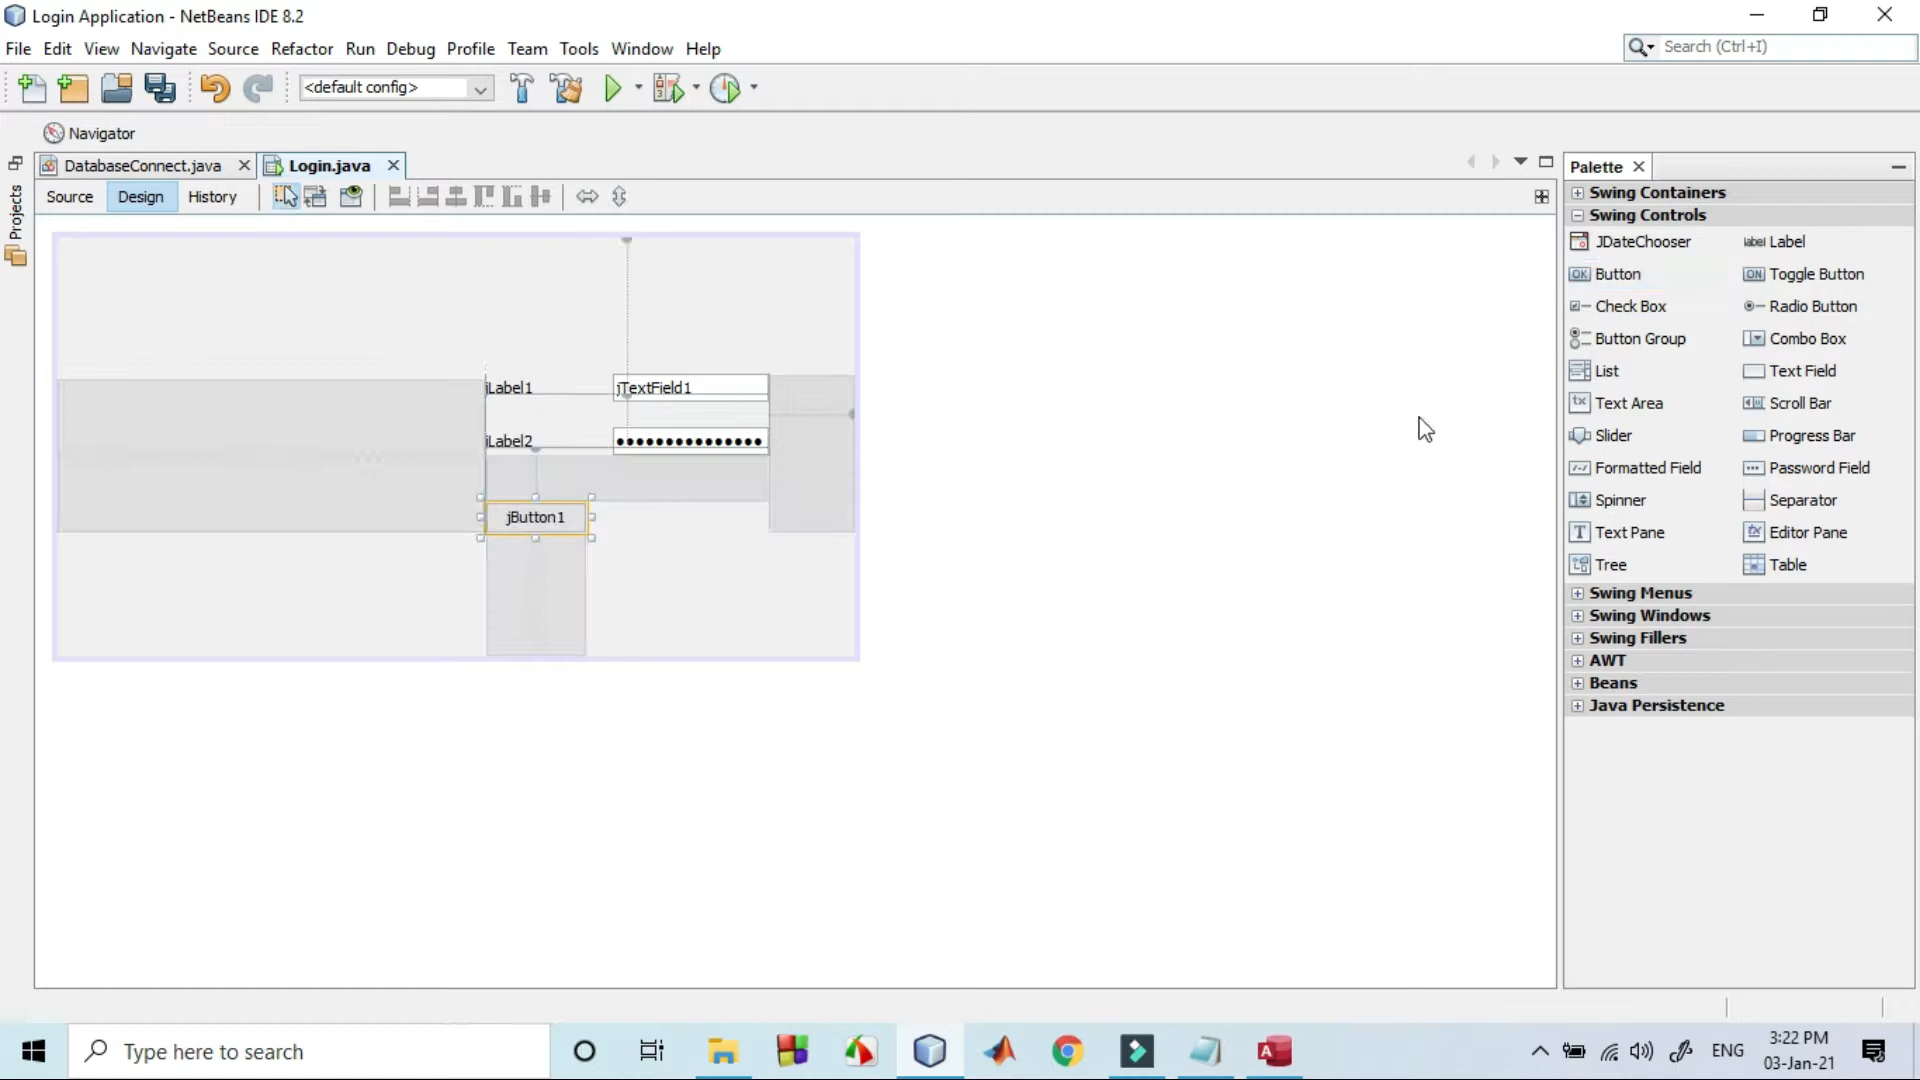 Login Application - NetBeans IDE 8.2
File Edit View Navigate Source Refactor Run Debug Profile Team Tools Window Help
Search (Ctrl+I)
<default config>
Navigator
Projects
DatabaseConnect.java
Login.java
Source Design History
jLabel1
jTextField1
jLabel2
jButton1
Palette
Swing Containers
Swing Controls
JDateChooser
label Label
OK Button
ON Toggle Button
Check Box
Radio Button
Button Group
Combo Box
List
Text Field
tx Text Area
Scroll Bar
Slider
Progress Bar
Formatted Field
Password Field
Spinner
Separator
T Text Pane
tx Editor Pane
Tree
Table
Swing Menus
Swing Windows
Swing Fillers
AWT
Beans
Java Persistence
Type here to search
A
ENG
3:22 PM
03-Jan-21